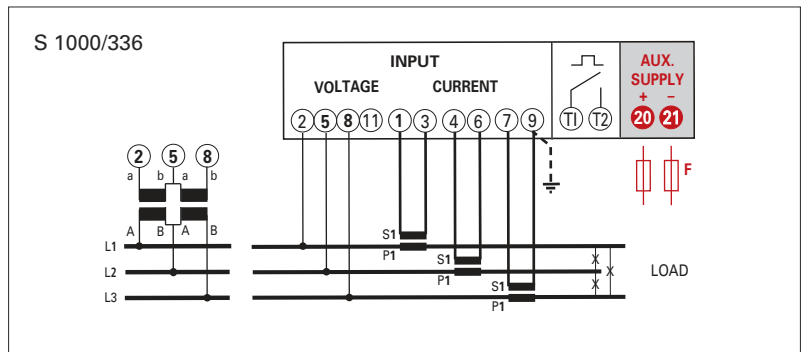 S 1000/336
INPUT
VOLTAGE CURRENT
AUX.
SUPPLY
+ –
2 5 8 11 1 3 4 6 7 9 T1 T2 20 21
F
2 5 8
a b a b
A B A B
L1
L2
L3
S1
P1
S1
P1
S1
P1
X
X X
LOAD